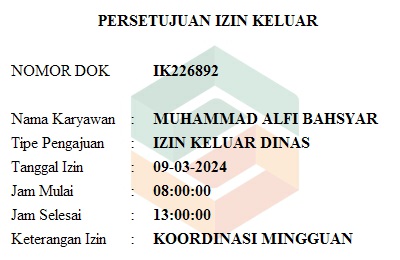 PERSETUJUAN IZIN KELUAR
NOMOR DOK IK226892
Nama Karyawan : MUHAMMAD ALFI BAHSYAR
Tipe Pengajuan : IZIN KELUAR DINAS
Tanggal Izin : 09-03-2024
Jam Mulai : 08:00:00
Jam Selesai : 13:00:00
Keterangan Izin : KOORDINASI MINGGUAN